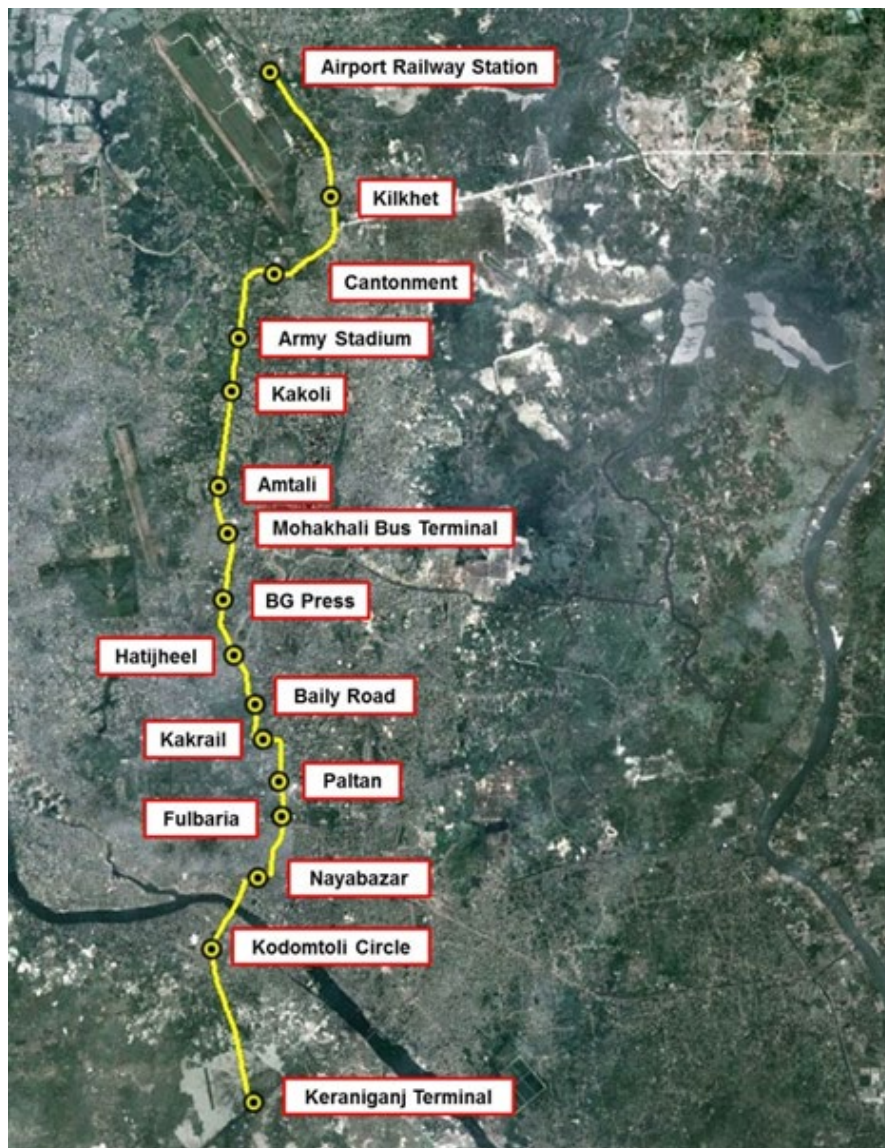 Airport Railway Station
Kilkhet
Cantonment
Army Stadium
Kakoli
Amtali
Mohakhali Bus Terminal
BG Press
Hatijheel
Baily Road
Kakrail
Paltan
Fulbaria
Nayabazar
Kodomtoli Circle
Keraniganj Terminal